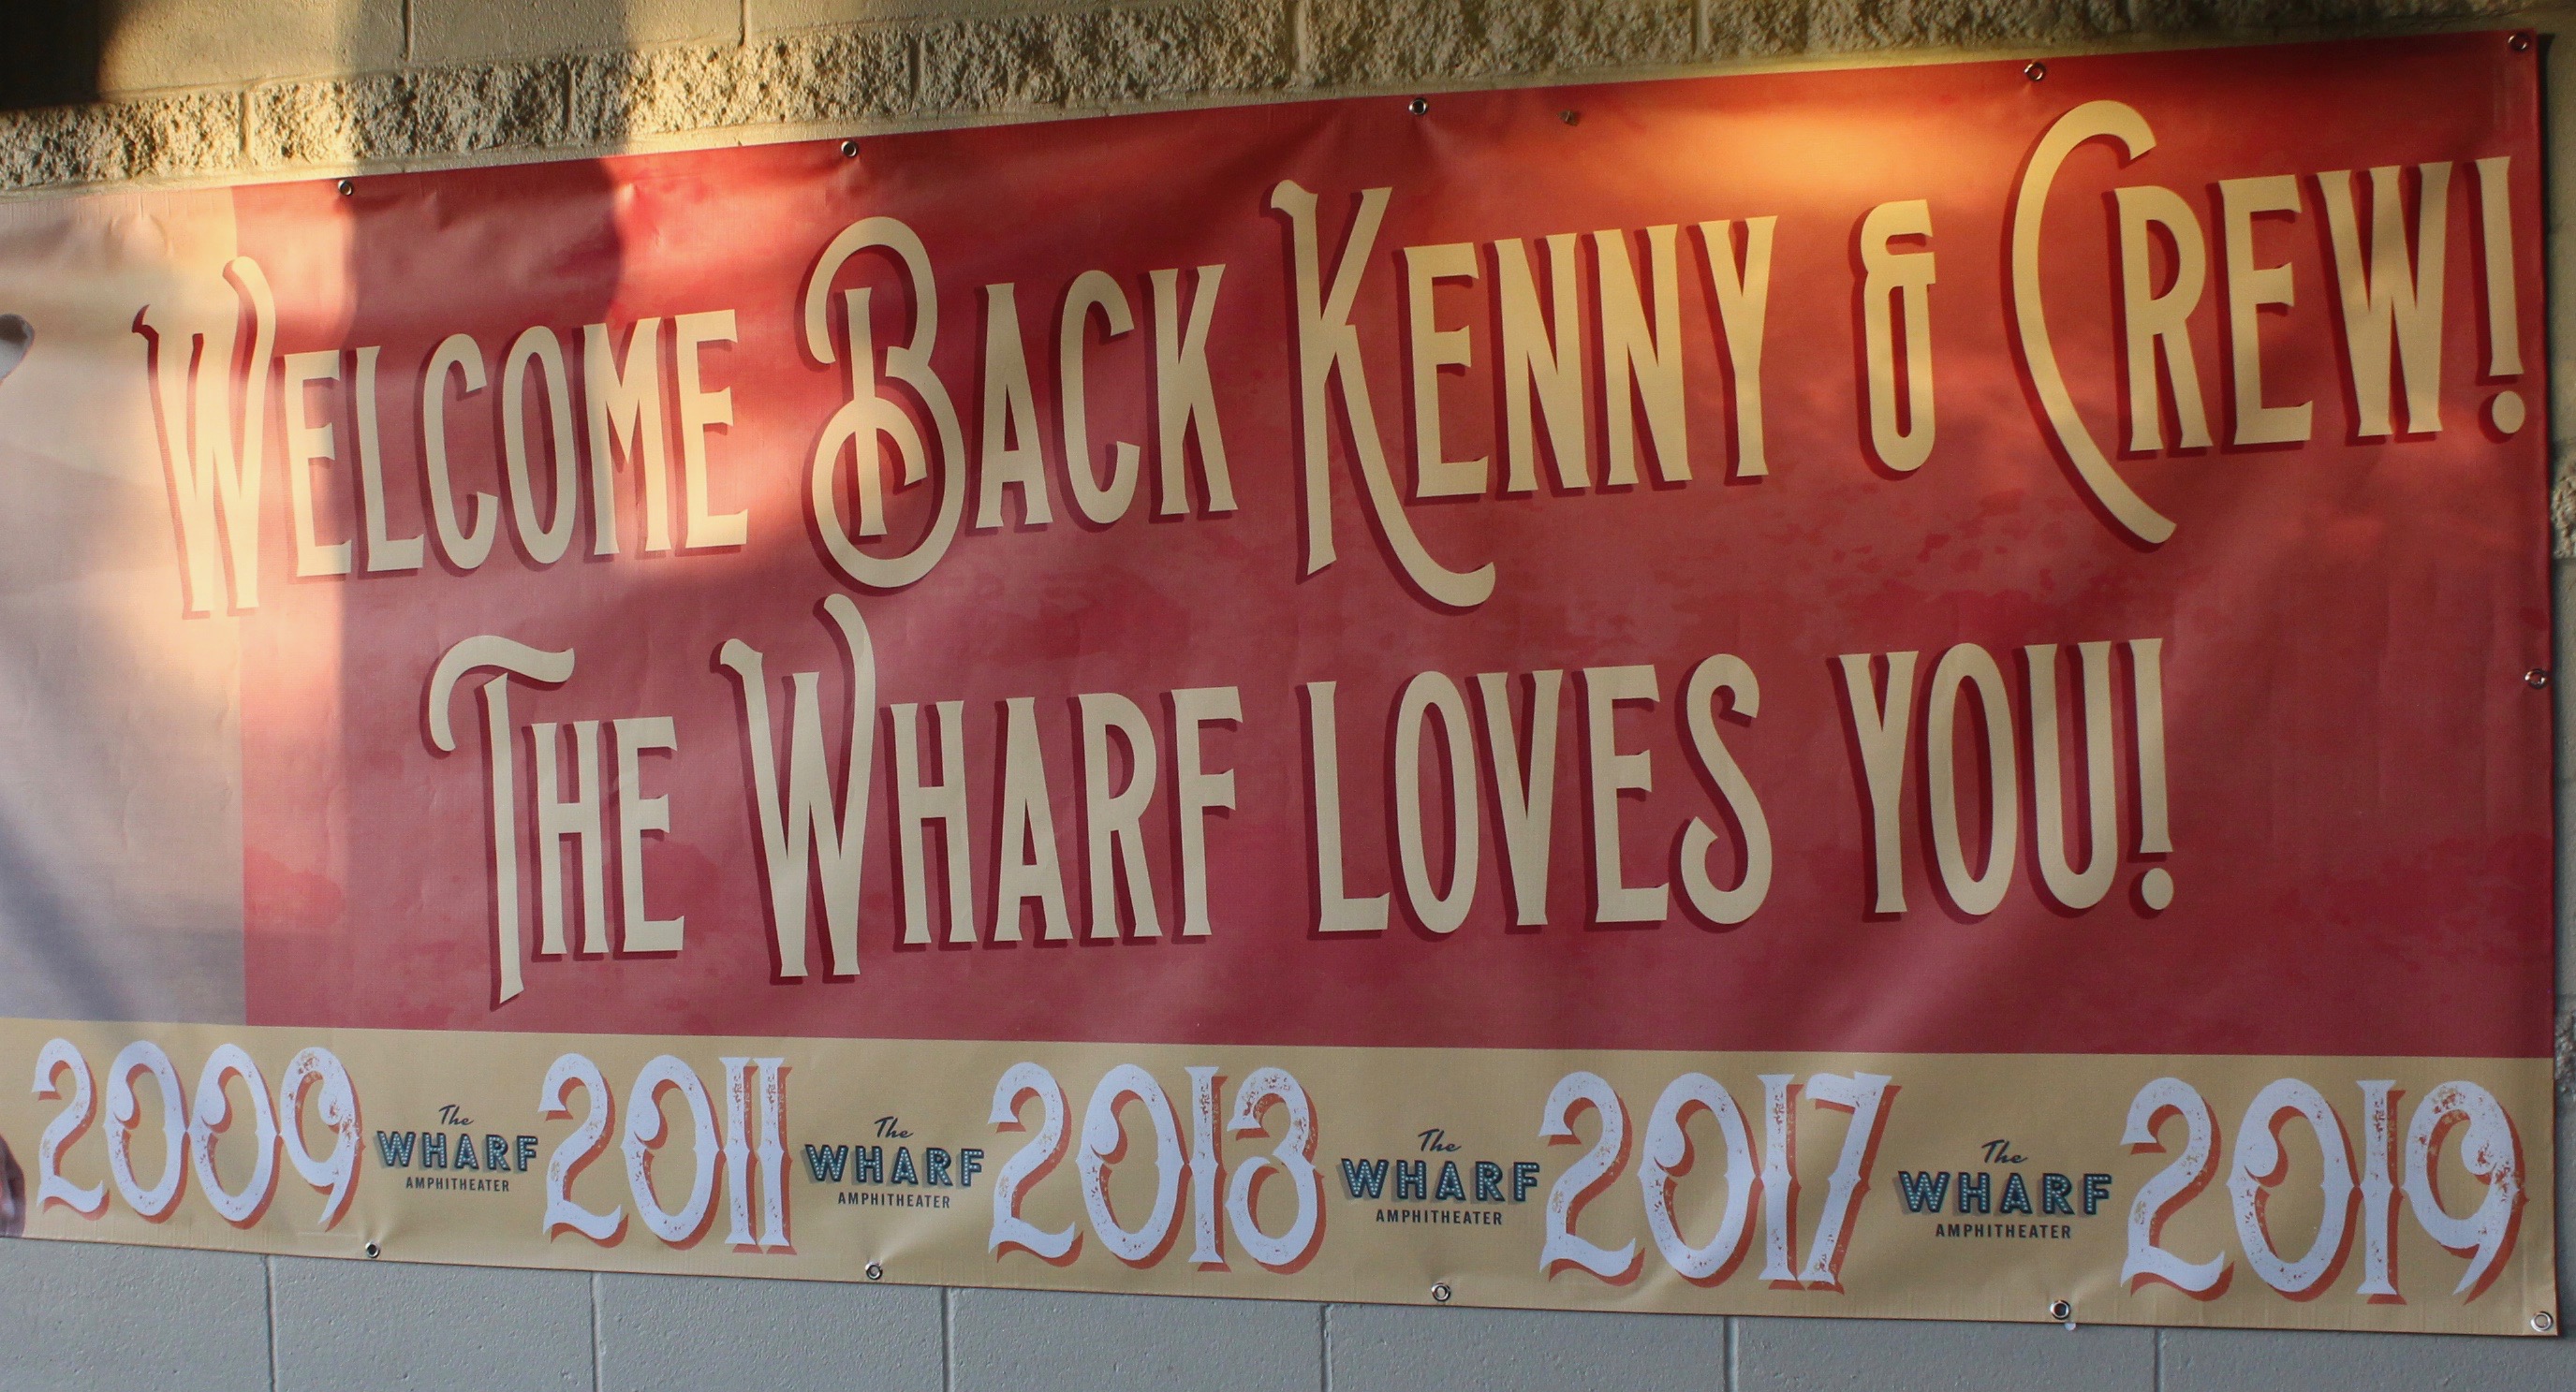 WELCOME BACK KENNY & CREW!
THE WHARF LOVES YOU!
2009 The WHARF AMPHITHEATER 2011 The WHARF AMPHITHEATER 2013 The WHARF AMPHITHEATER 2017 The WHARF AMPHITHEATER 2019